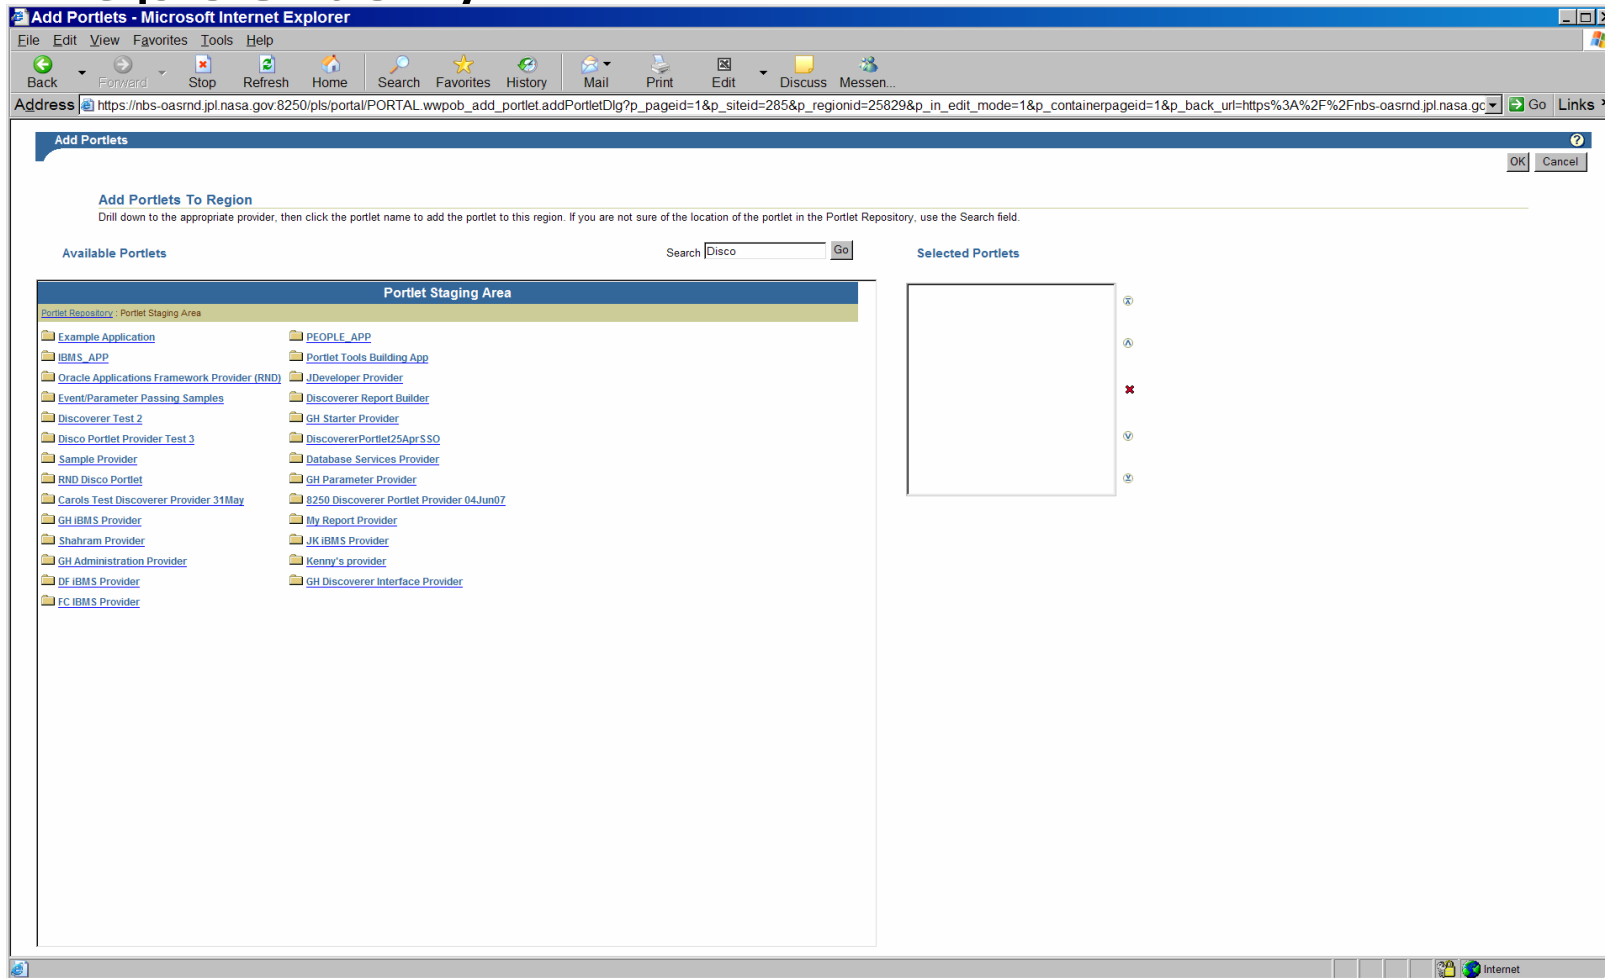 Add Portlets - Microsoft Internet Explorer
File Edit View Favorites Tools Help
Back Forward Stop Refresh Home Search Favorites History Mail Print Edit Discuss Messen...
Address https://nbs-oasrnd.jpl.nasa.gov:8250/pls/portal/PORTAL.wwpob_add_portlet.addPortletDlg?p_pageid=1&p_siteid=285&p_regionid=25829&p_in_edit_mode=1&p_containerpageid=1&p_back_url=https%3A%2F%2Fnbs-oasrnd.jpl.nasa.gc Go Links
Add Portlets ?
OK Cancel
Add Portlets To Region
Drill down to the appropriate provider, then click the portlet name to add the portlet to this region. If you are not sure of the location of the portlet in the Portlet Repository, use the Search field.
Available Portlets Search Disco Go Selected Portlets
Portlet Staging Area
Portlet Repository : Portlet Staging Area
Example Application PEOPLE_APP
IBMS_APP Portlet Tools Building App
Oracle Applications Framework Provider (RND) JDeveloper Provider
Event/Parameter Passing Samples Discoverer Report Builder
Discoverer Test 2 GH Starter Provider
Disco Portlet Provider Test 3 DiscovererPortlet25AprSSO
Sample Provider Database Services Provider
RND Disco Portlet GH Parameter Provider
Carols Test Discoverer Provider 31May 8250 Discoverer Portlet Provider 04Jun07
GH iBMS Provider My Report Provider
Shahram Provider JK iBMS Provider
GH Administration Provider Kenny's provider
DF iBMS Provider GH Discoverer Interface Provider
FC IBMS Provider
Internet